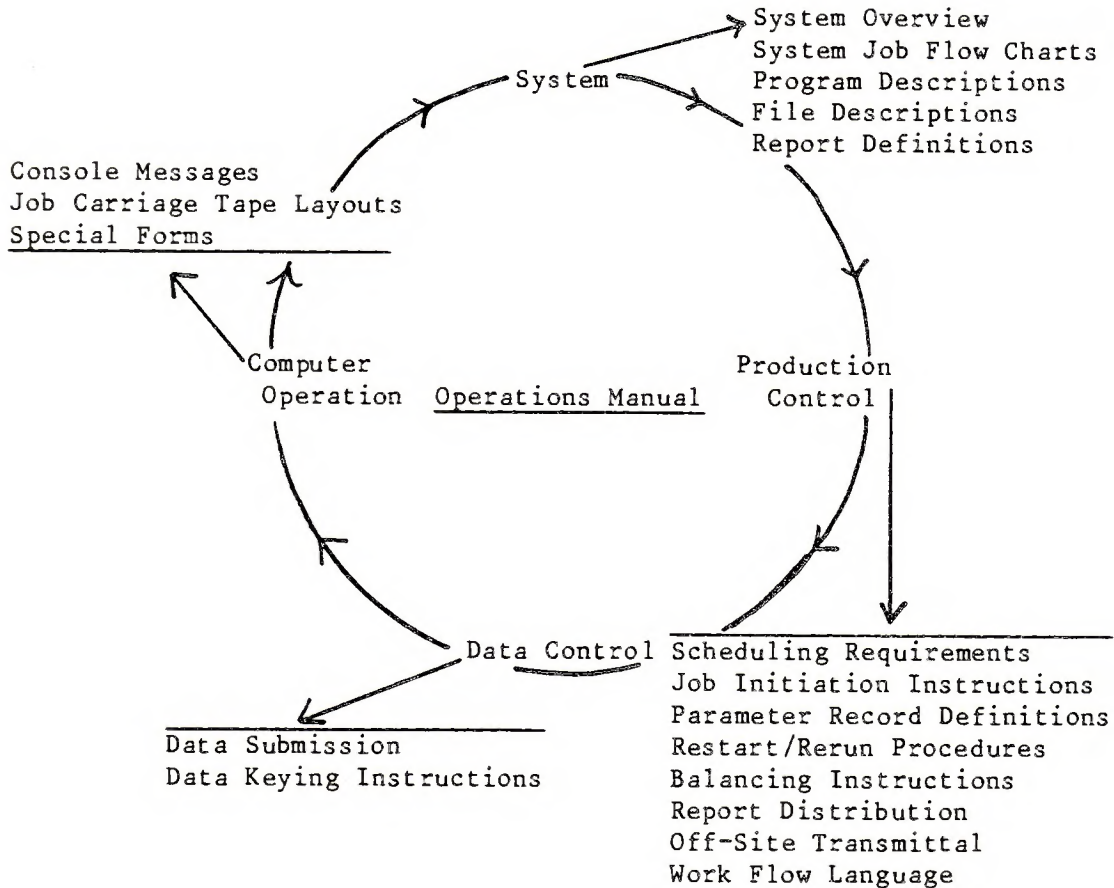 System Overview
System Job Flow Charts
Program Descriptions
File Descriptions
Report Definitions
System
Console Messages
Job Carriage Tape Layouts
Special Forms
Computer
Operation
Operations Manual
Production
Control
Data Control
Scheduling Requirements
Job Initiation Instructions
Parameter Record Definitions
Restart/Rerun Procedures
Balancing Instructions
Report Distribution
Off-Site Transmittal
Work Flow Language
Data Submission
Data Keying Instructions